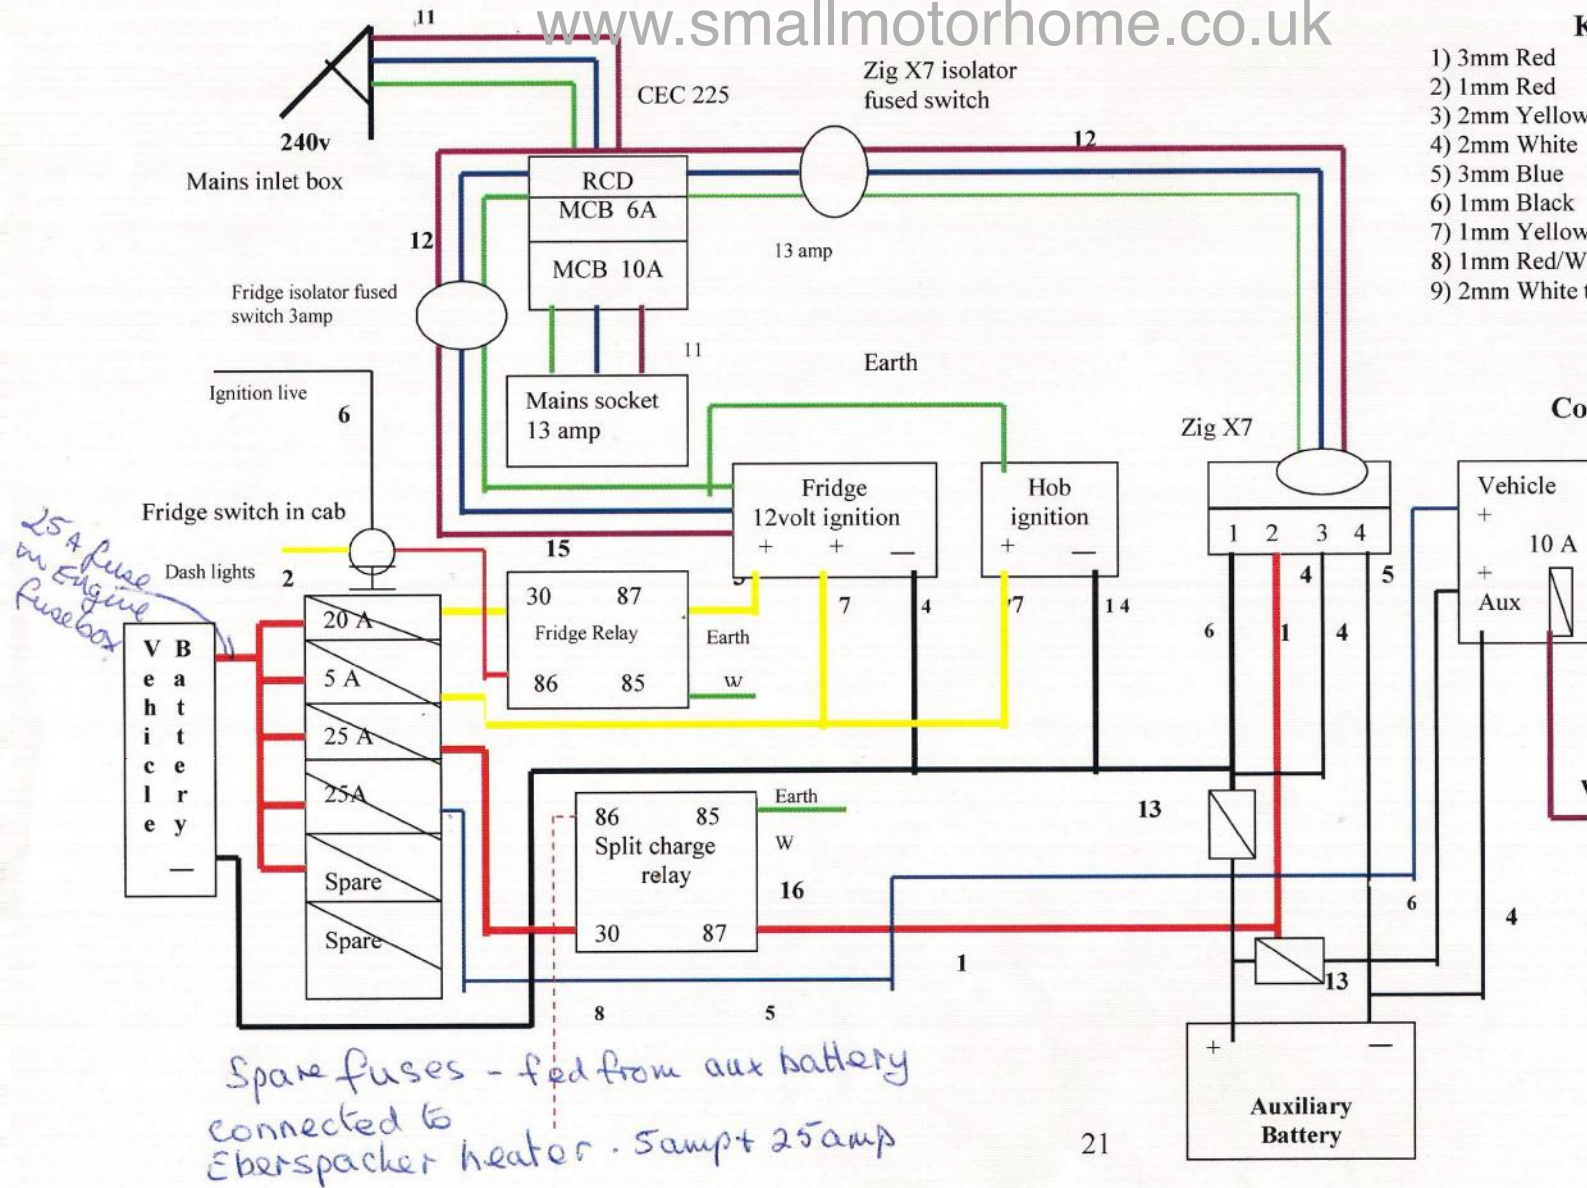 www.smallmotorhome.co.uk
11
K
1) 3mm Red
2) 1mm Red
3) 2mm Yellow
4) 2mm White
5) 3mm Blue
6) 1mm Black
7) 1mm Yellow
8) 1mm Red/W
9) 2mm White t
Zig X7 isolator
fused switch
CEC 225
240v
Mains inlet box
12
RCD
MCB 6A
MCB 10A
12
13 amp
Fridge isolator fused
switch 3amp
11
Earth
Mains socket
13 amp
Ignition live
6
Zig X7
Co
Fridge
12volt ignition
+ + —
Hob
ignition
+ —
1 2 3 4
Vehicle
+
10 A
+
Aux
Fridge switch in cab
15
25 A fuse
in Engine
fusebox
Dash lights
2
30 87
Fridge Relay
86 85
Earth
W
7
4
7
14
4
5
6
1
4
Vehicle
Battery
—
20 A
5 A
25 A
25A
Spare
Spare
86 85
Split charge
relay
30 87
Earth
W
16
13
6
4
1
13
8
5
+ —
Auxiliary
Battery
Spare fuses - fed from aux battery
connected to
Eberspacher heater. 5amp + 25amp
21